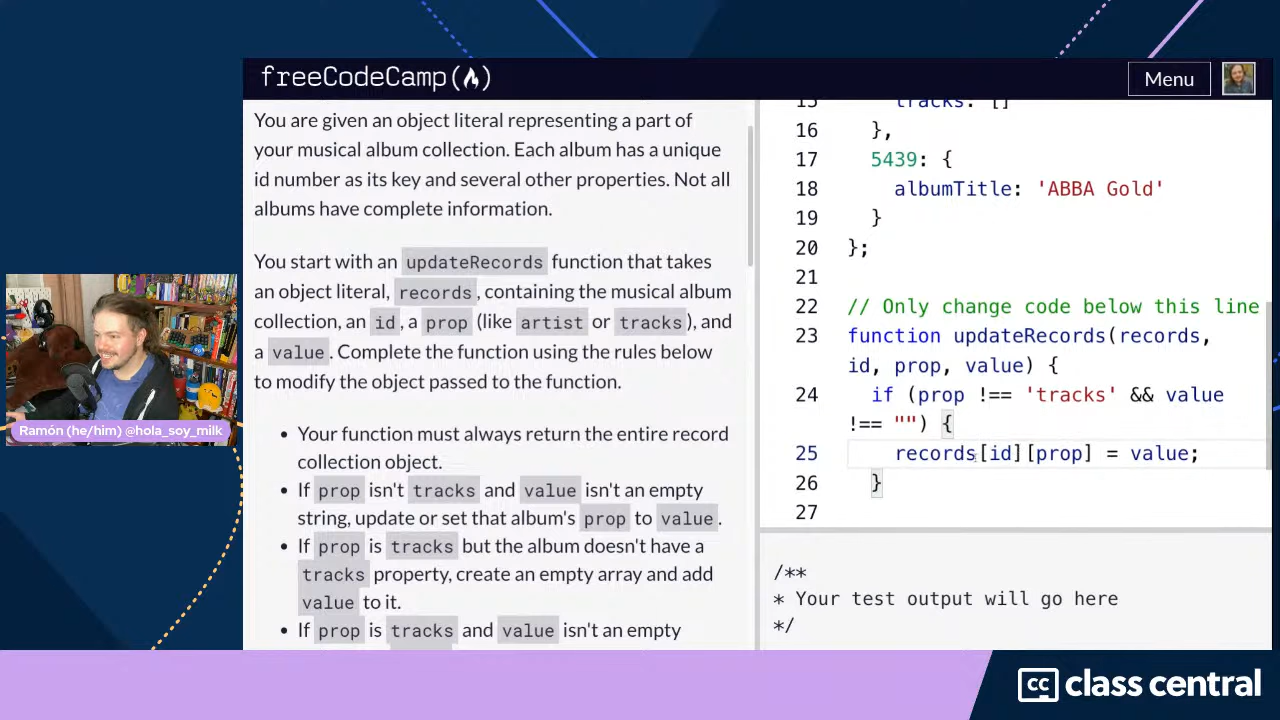 freeCodeCamp
Menu
You are given an object literal representing a part of
your musical album collection. Each album has a unique
id number as its key and several other properties. Not all
albums have complete information.
You start with an updateRecords function that takes
an object literal, records, containing the musical album
collection, an id, a prop (like artist or tracks), and
a value. Complete the function using the rules below
to modify the object passed to the function.
• Your function must always return the entire record
collection object.
• If prop isn't tracks and value isn't an empty
string, update or set that album's prop to value.
• If prop is tracks but the album doesn't have a
tracks property, create an empty array and add
value to it.
• If prop is tracks and value isn't an empty
15 tracks: []
16 },
17 5439: {
18 albumTitle: 'ABBA Gold'
19 }
20 };
21
22 // Only change code below this line
23 function updateRecords(records,
id, prop, value) {
24 if (prop !== 'tracks' && value
!== "") {
25 records[id][prop] = value;
26 }
27
/**
* Your test output will go here
*/
Ramón (he/him) @hola_soy_milk
cc class central